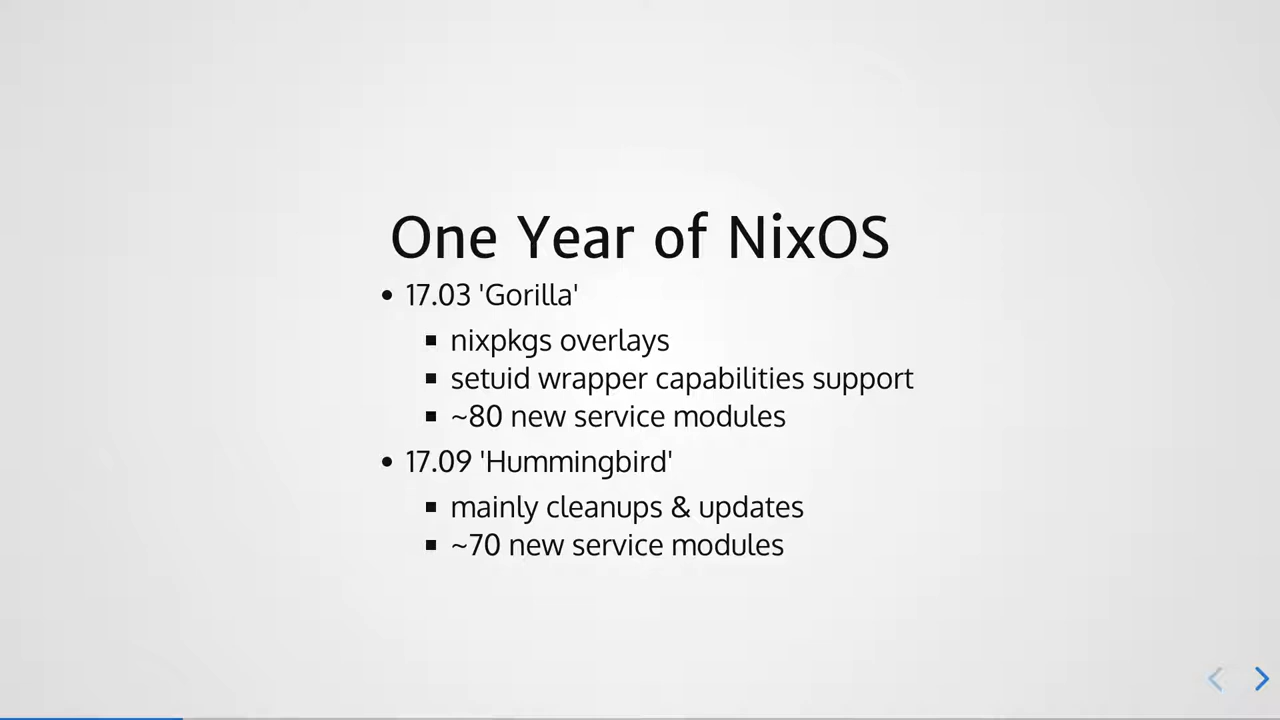 One Year of NixOS
• 17.03 'Gorilla'
▪ nixpkgs overlays
▪ setuid wrapper capabilities support
▪ ~80 new service modules
• 17.09 'Hummingbird'
▪ mainly cleanups & updates
▪ ~70 new service modules